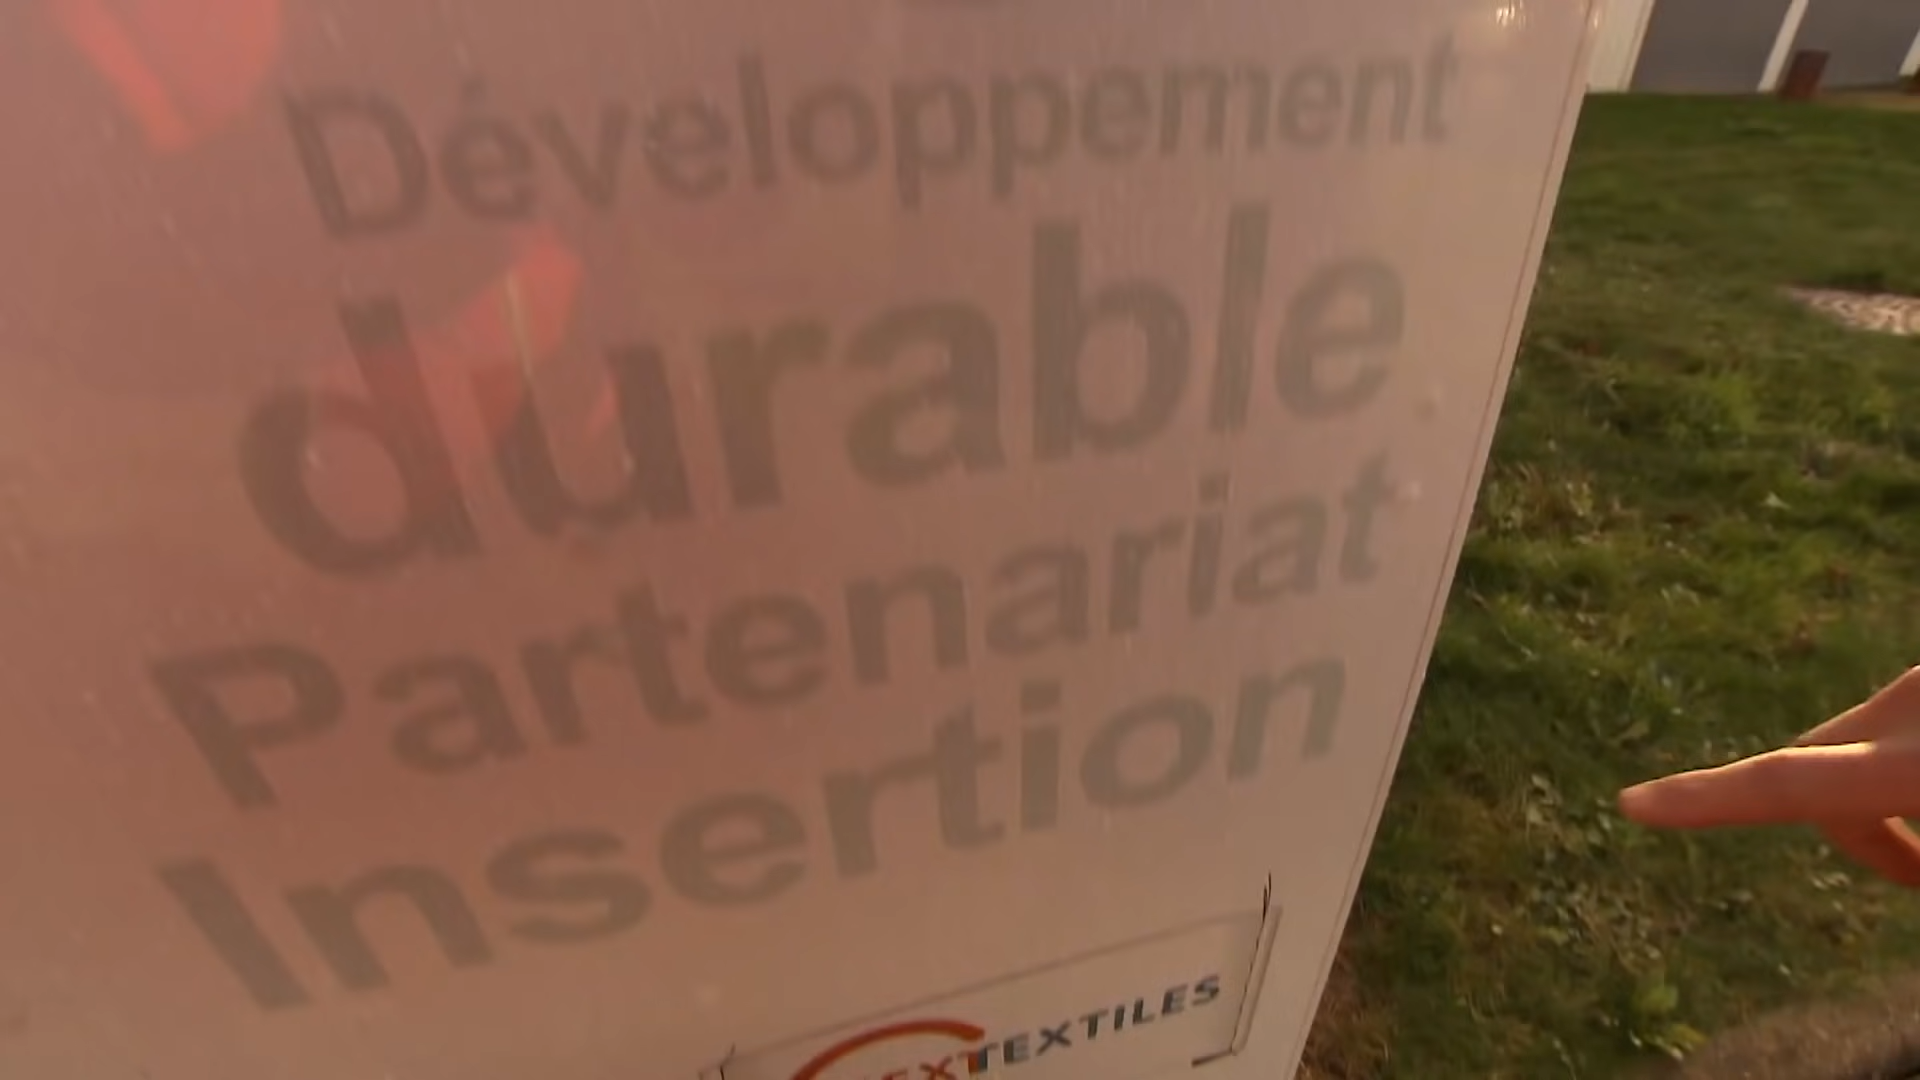 Développement
durable
Partenariat
Insertion
TEXTILES